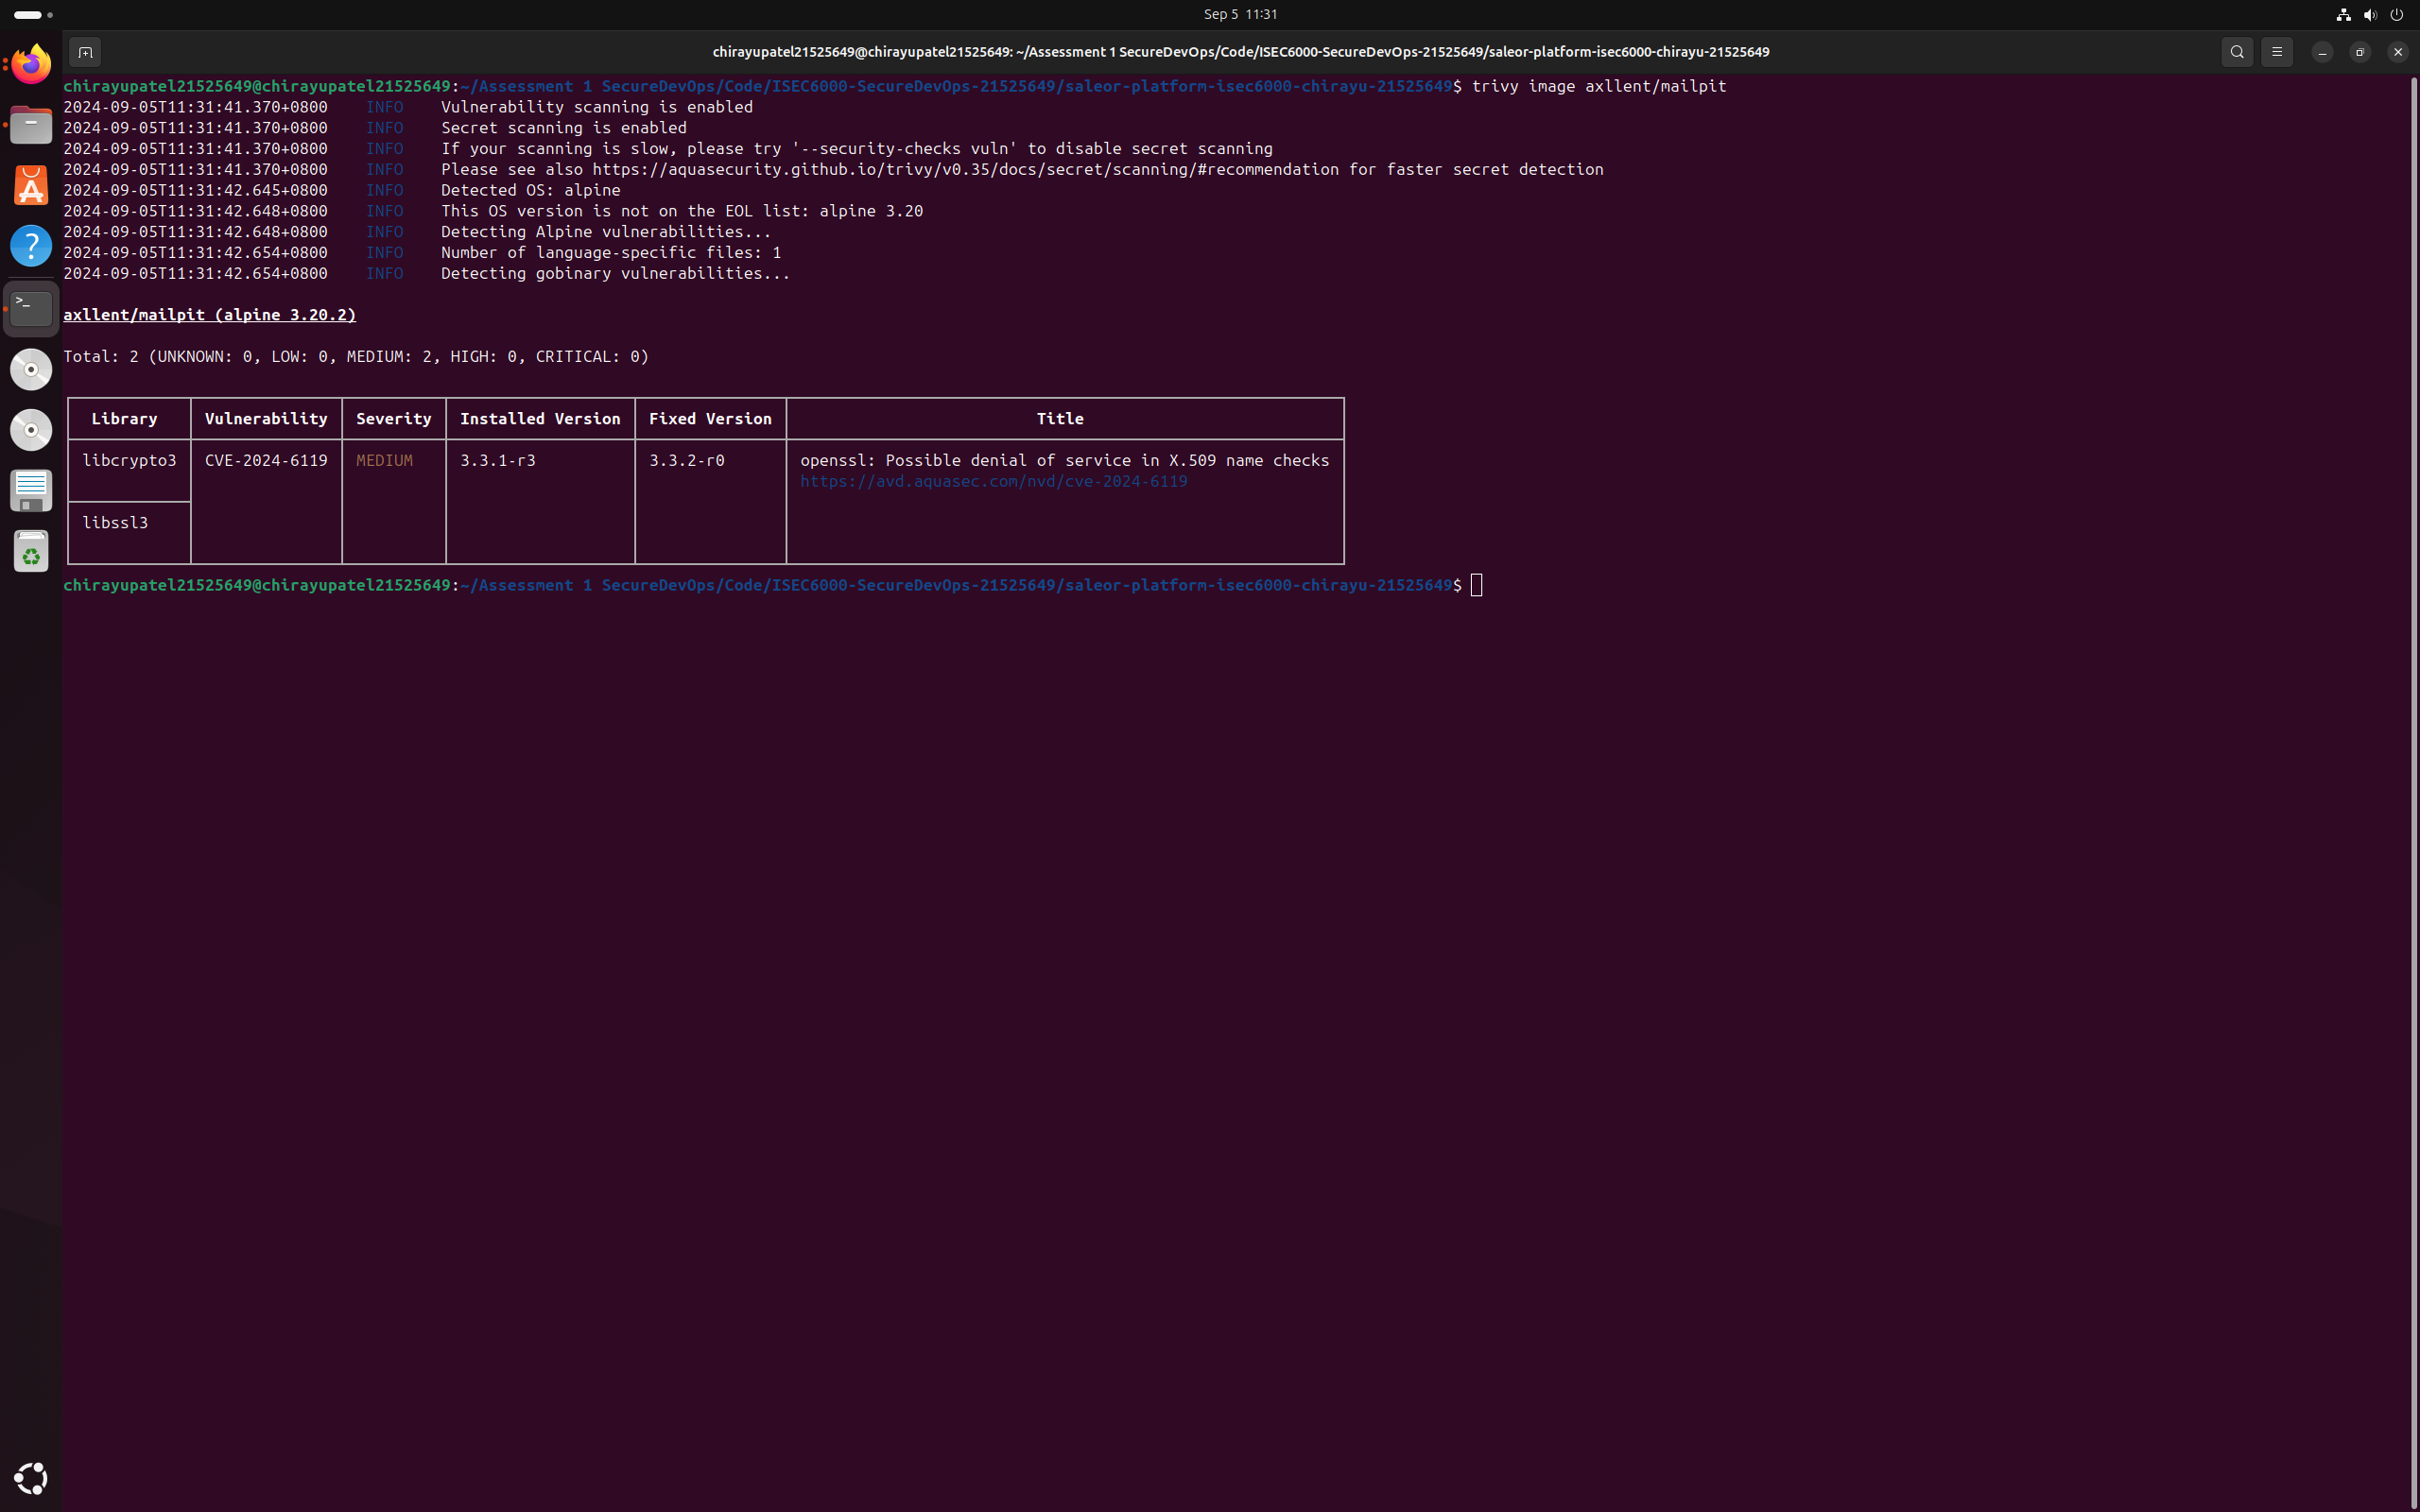 Sep 5 11:31
chirayupatel21525649@chirayupatel21525649: ~/Assessment 1 SecureDevOps/Code/ISEC6000-SecureDevOps-21525649/saleor-platform-isec6000-chirayu-21525649
chirayupatel21525649@chirayupatel21525649:~/Assessment 1 SecureDevOps/Code/ISEC6000-SecureDevOps-21525649/saleor-platform-isec6000-chirayu-21525649$ trivy image axllent/mailpit
2024-09-05T11:31:41.370+0800 INFO Vulnerability scanning is enabled
2024-09-05T11:31:41.370+0800 INFO Secret scanning is enabled
2024-09-05T11:31:41.370+0800 INFO If your scanning is slow, please try '--security-checks vuln' to disable secret scanning
2024-09-05T11:31:41.370+0800 INFO Please see also https://aquasecurity.github.io/trivy/v0.35/docs/secret/scanning/#recommendation for faster secret detection
2024-09-05T11:31:42.645+0800 INFO Detected OS: alpine
2024-09-05T11:31:42.648+0800 INFO This OS version is not on the EOL list: alpine 3.20
2024-09-05T11:31:42.648+0800 INFO Detecting Alpine vulnerabilities...
2024-09-05T11:31:42.654+0800 INFO Number of language-specific files: 1
2024-09-05T11:31:42.654+0800 INFO Detecting gobinary vulnerabilities...
axllent/mailpit (alpine 3.20.2)
Total: 2 (UNKNOWN: 0, LOW: 0, MEDIUM: 2, HIGH: 0, CRITICAL: 0)
Library Vulnerability Severity Installed Version Fixed Version Title
libcrypto3 CVE-2024-6119 MEDIUM 3.3.1-r3 3.3.2-r0 openssl: Possible denial of service in X.509 name checks
https://avd.aquasec.com/nvd/cve-2024-6119
libssl3
chirayupatel21525649@chirayupatel21525649:~/Assessment 1 SecureDevOps/Code/ISEC6000-SecureDevOps-21525649/saleor-platform-isec6000-chirayu-21525649$